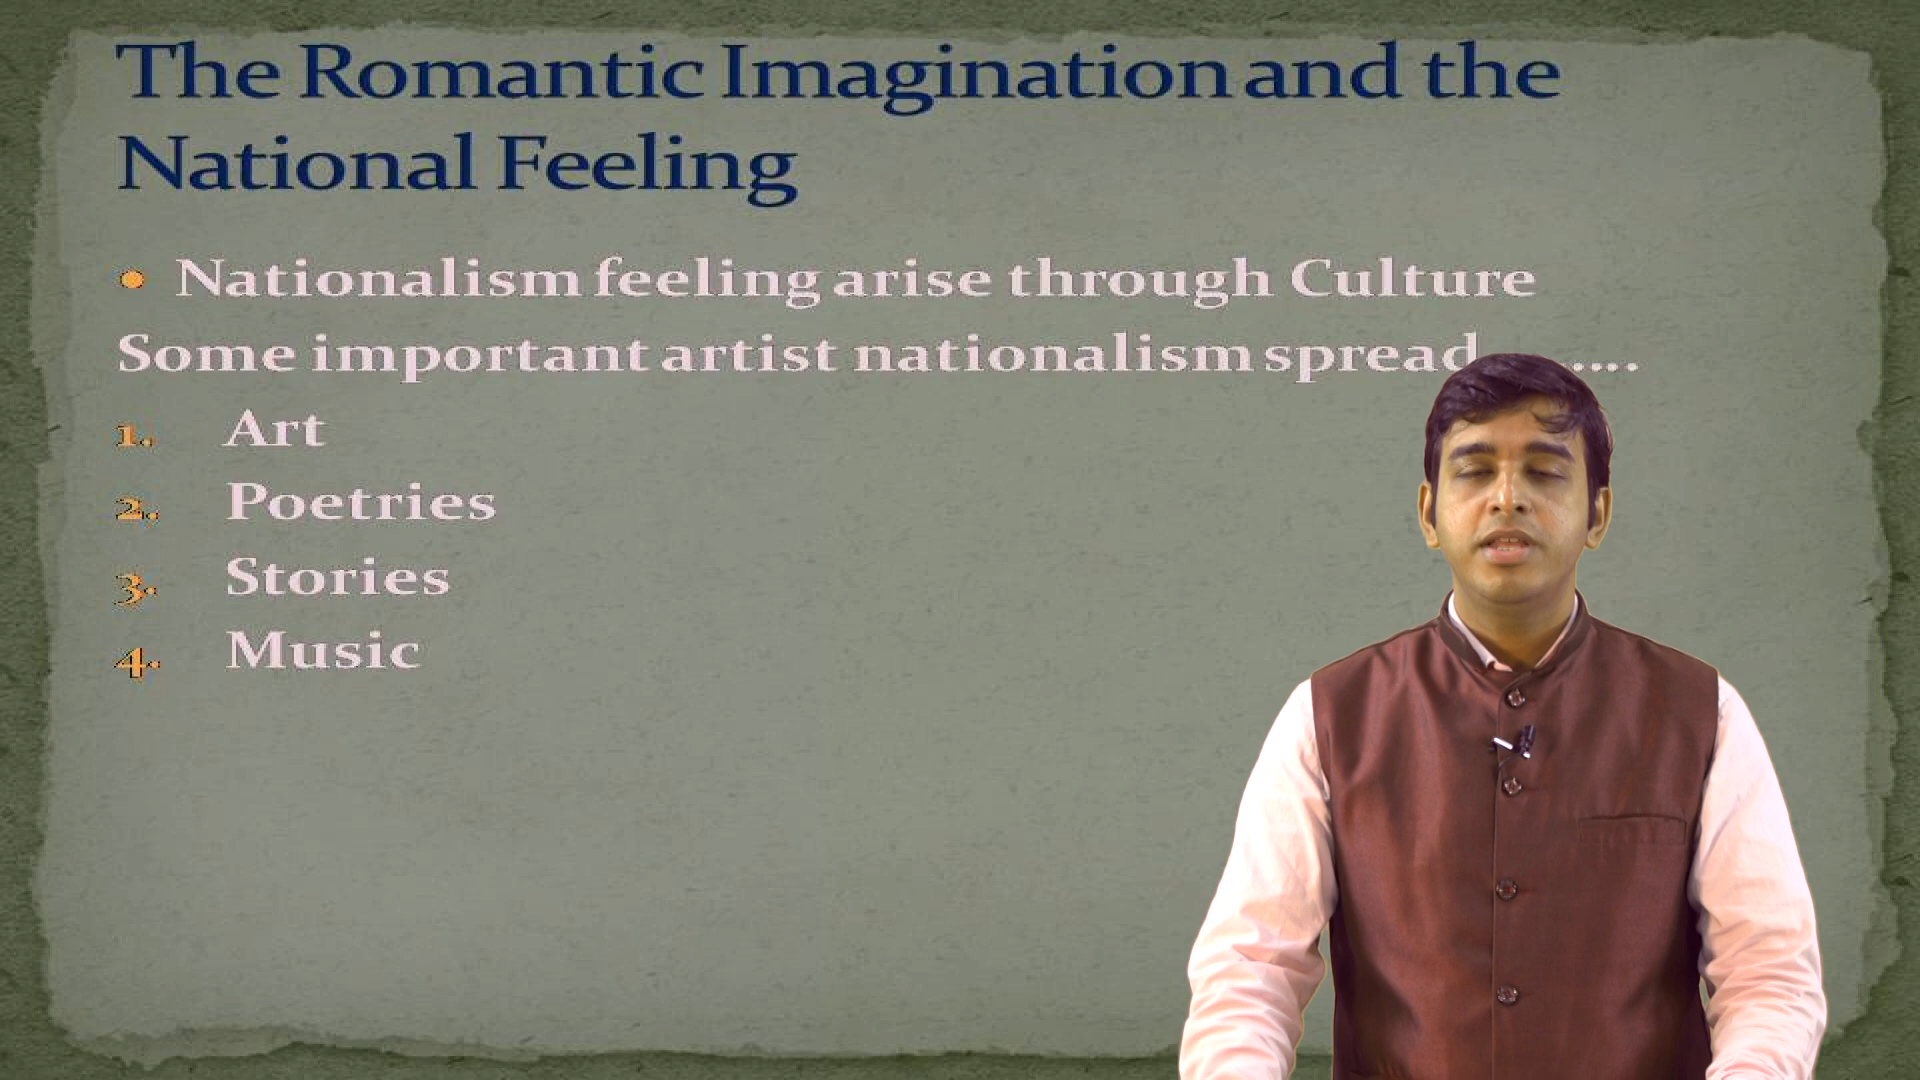 The Romantic Imagination and the
National Feeling
• Nationalism feeling arise through Culture
Some important artist nationalism spread.......
1. Art
2. Poetries
3. Stories
4. Music